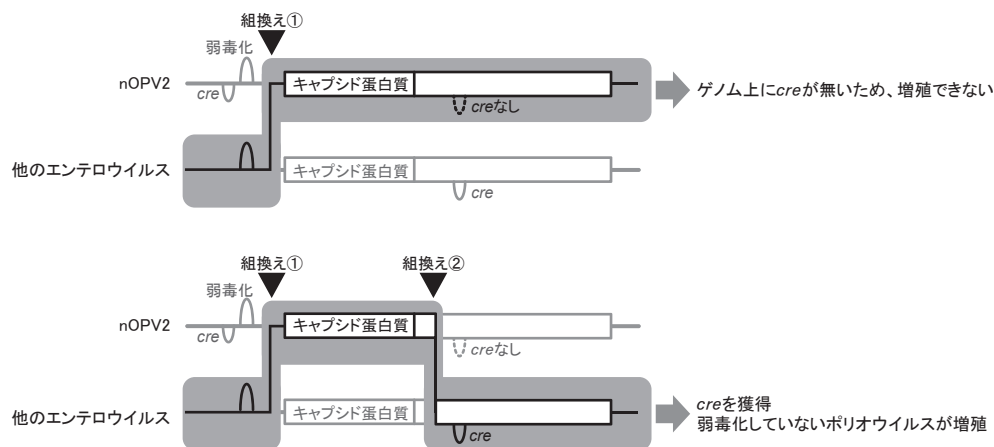 組換え①
弱毒化
nOPV2
cre
キャプシド蛋白質
creなし
ゲノム上にcreが無いため、増殖できない
他のエンテロウイルス
キャプシド蛋白質
cre
組換え① 組換え②
弱毒化
nOPV2
cre
キャプシド蛋白質
creなし
他のエンテロウイルス
キャプシド蛋白質
cre
creを獲得
弱毒化していないポリオウイルスが増殖